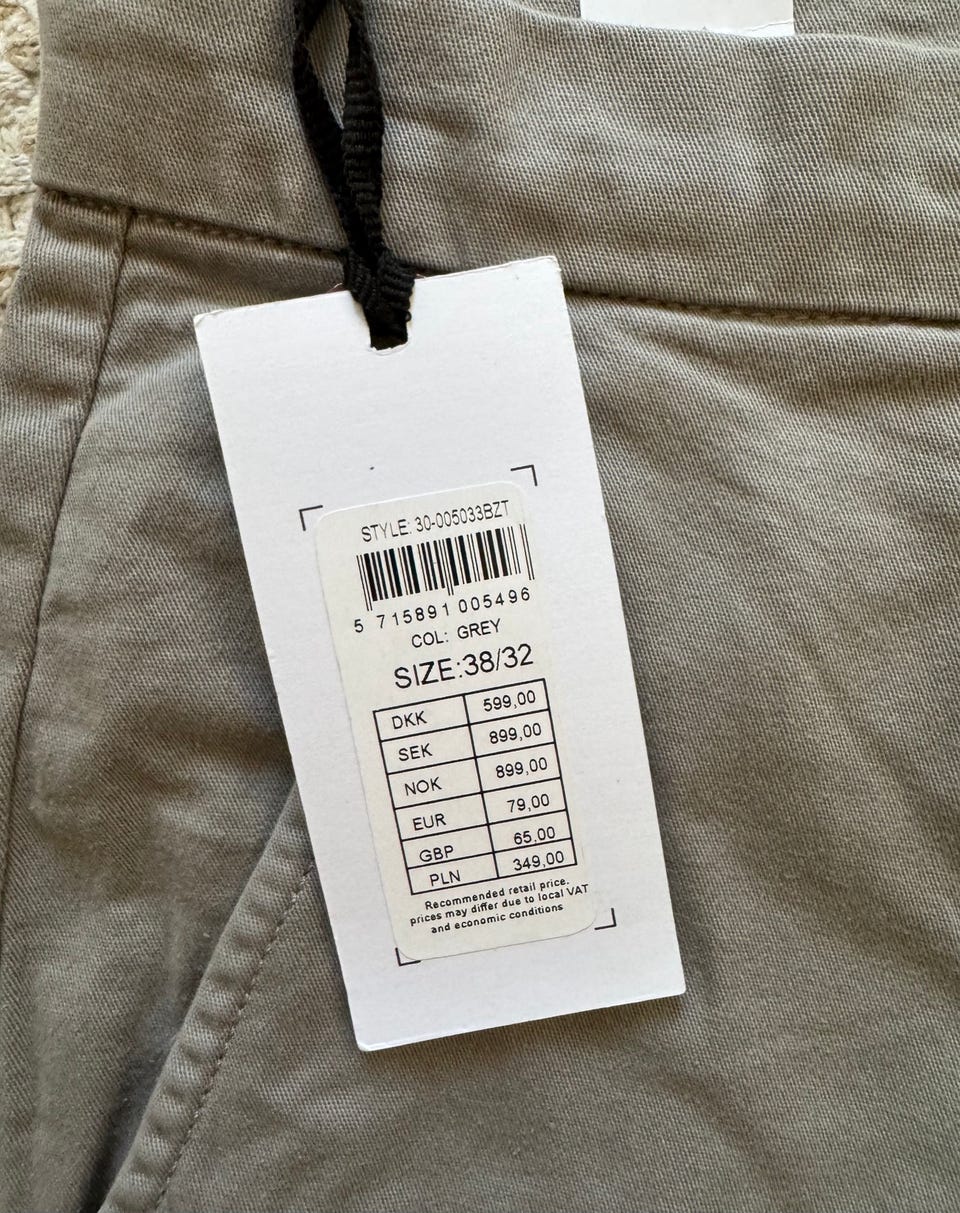 STYLE: 30-005033BZT
5 715891 005496
COL: GREY
SIZE:38/32
DKK 599,00
SEK 899,00
NOK 899,00
EUR 79,00
GBP 65,00
PLN 349,00
Recommended retail price.
prices may differ due to local VAT
and economic conditions